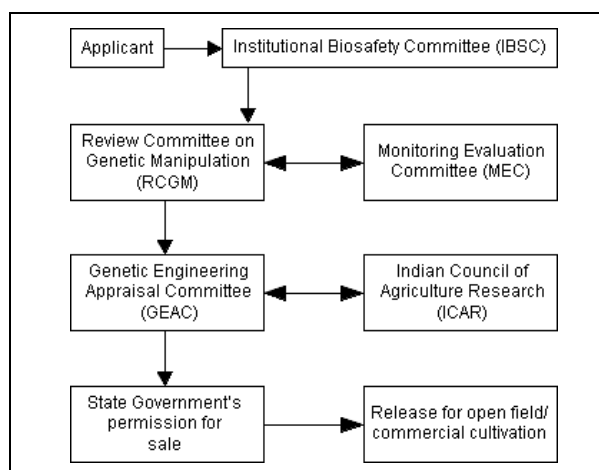 Applicant
Institutional Biosafety Committee (IBSC)
Review Committee on
Genetic Manipulation
(RCGM)
Monitoring Evaluation
Committee (MEC)
Genetic Engineering
Appraisal Committee
(GEAC)
Indian Council of
Agriculture Research
(ICAR)
State Government's
permission for
sale
Release for open field/
commercial cultivation